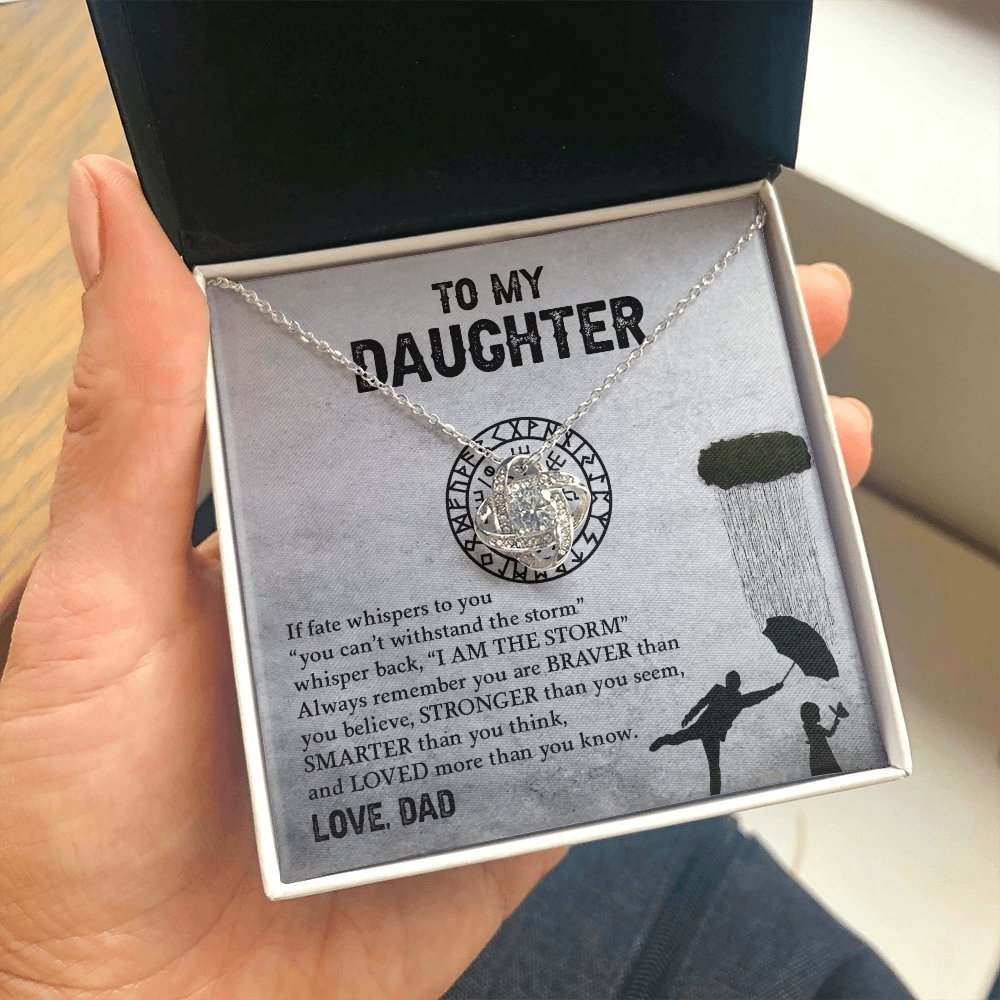 TO MY
DAUGHTER
If fate whispers to you
“you can’t withstand the storm”
whisper back, “I AM THE STORM”
Always remember you are BRAVER than
you believe, STRONGER than you seem,
SMARTER than you think,
and LOVED more than you know.
LOVE, DAD